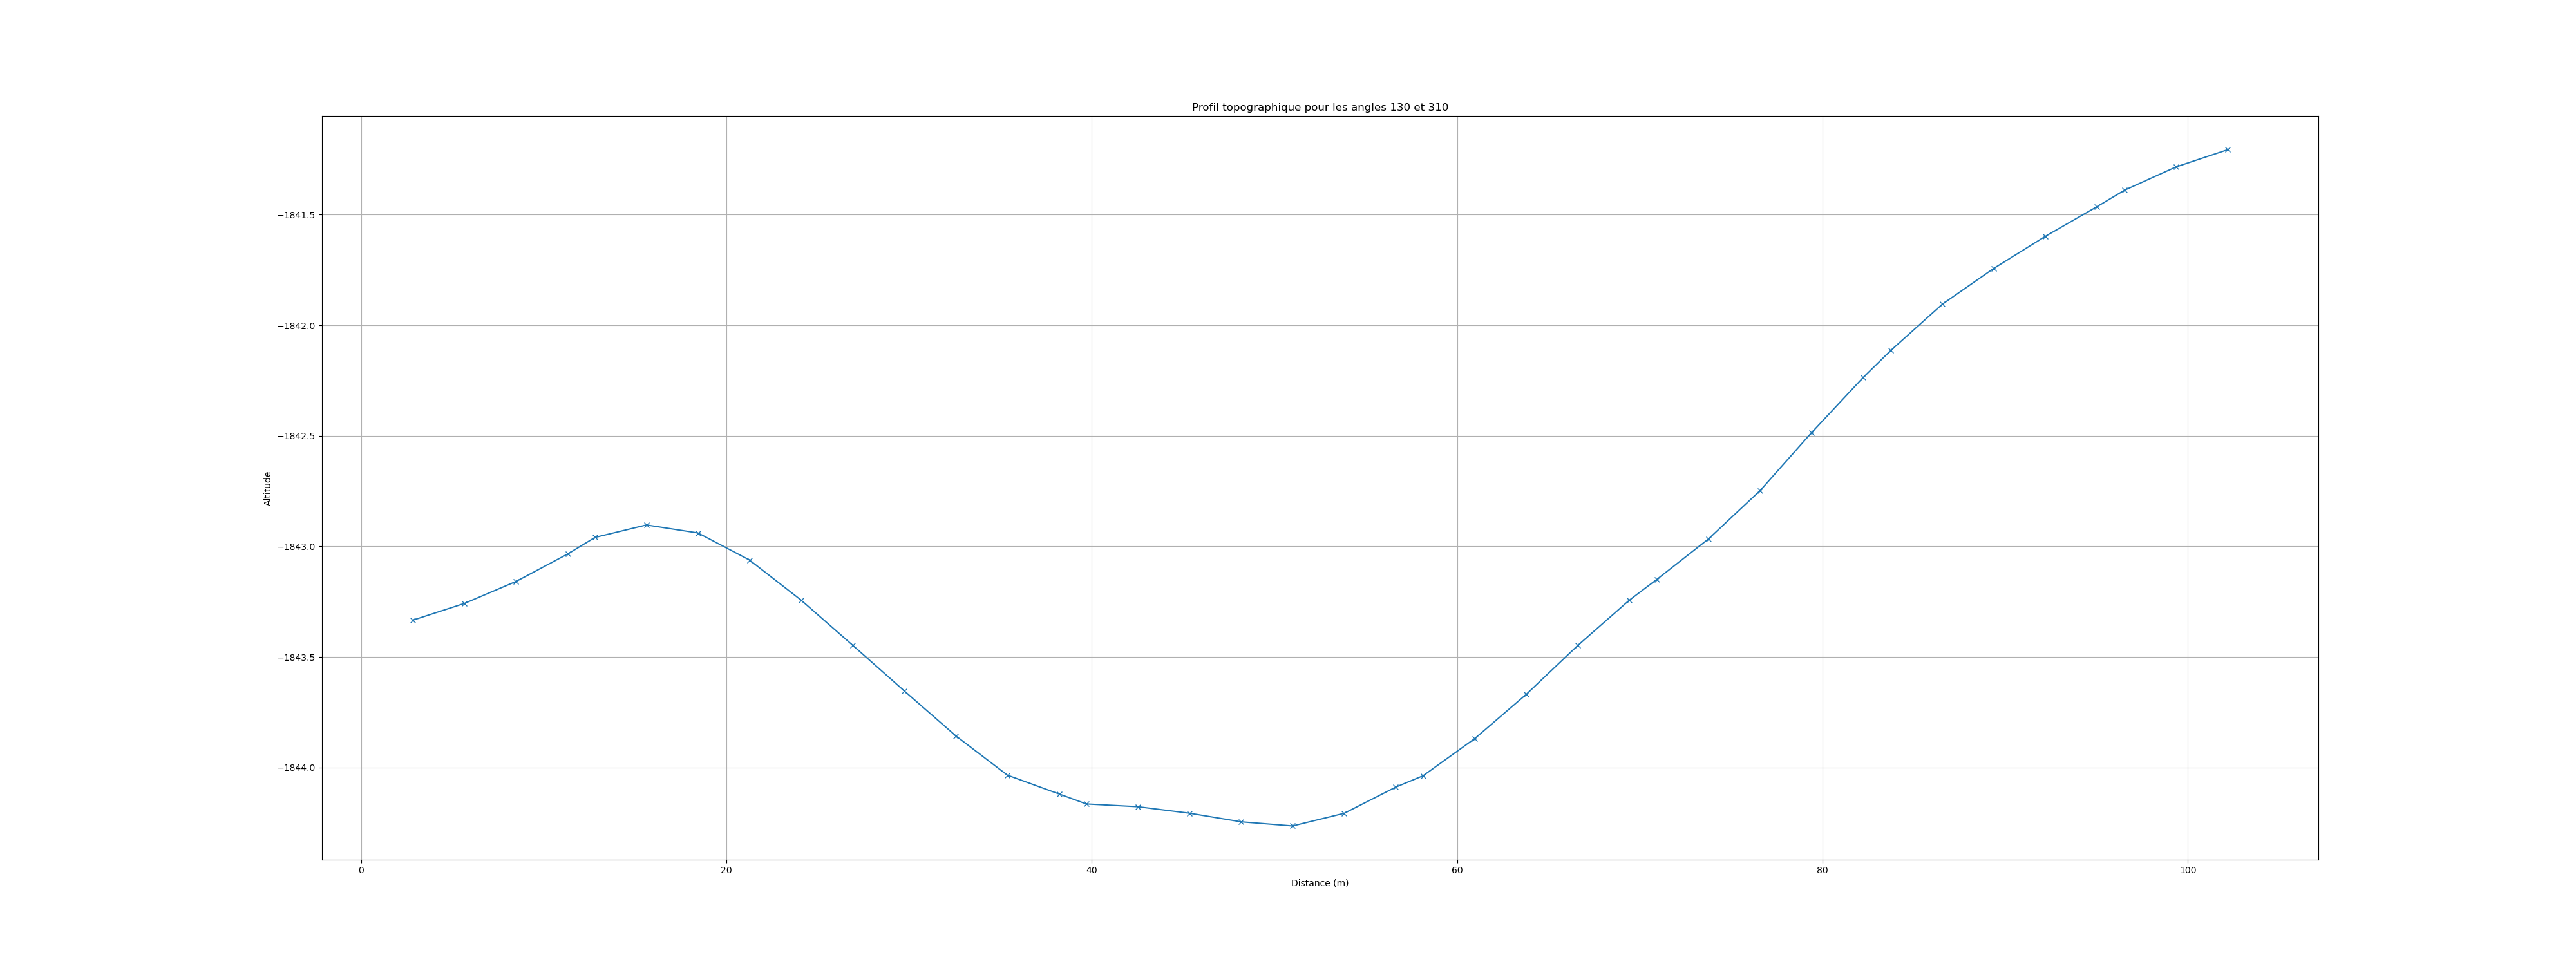 Profil topographique pour les angles 130 et 310
Altitude
−1841.5
−1842.0
−1842.5
−1843.0
−1843.5
−1844.0
0 20 40 60 80 100
Distance (m)